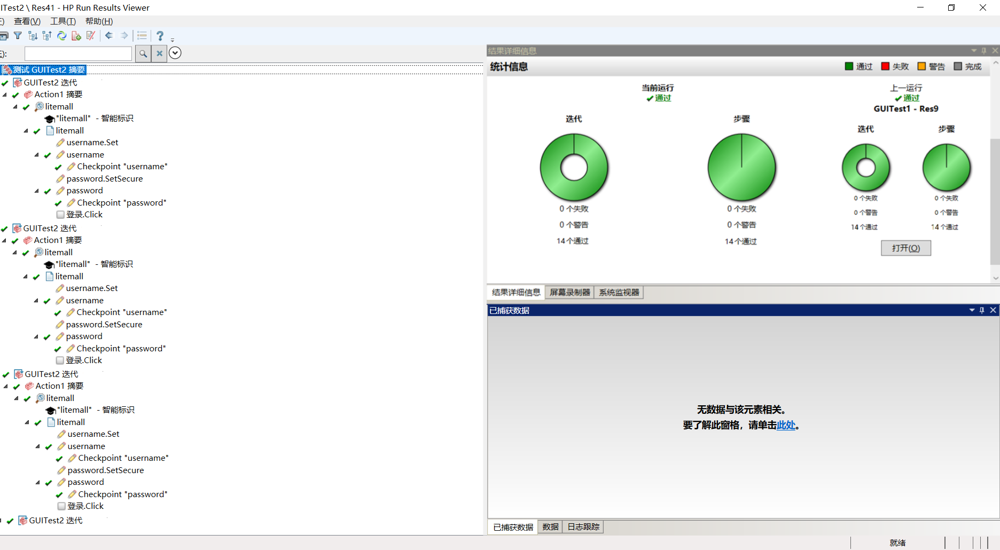 ITest2 \ Res41 - HP Run Results Viewer
查看(V) 工具(T) 帮助(H)
测试 GUITest2 摘要
GUITest2 迭代
Action1 摘要
litemall
"litemall" - 智能标识
litemall
username.Set
username
Checkpoint "username"
password.SetSecure
password
Checkpoint "password"
登录.Click
GUITest2 迭代
Action1 摘要
litemall
"litemall" - 智能标识
litemall
username.Set
username
Checkpoint "username"
password.SetSecure
password
Checkpoint "password"
登录.Click
GUITest2 迭代
Action1 摘要
litemall
"litemall" - 智能标识
litemall
username.Set
username
Checkpoint "username"
password.SetSecure
password
Checkpoint "password"
登录.Click
GUITest2 迭代
结果详细信息
统计信息 通过 失败 警告 完成
当前运行
通过
迭代 步骤
0 个失败 0 个失败
0 个警告 0 个警告
14 个通过 14 个通过
上一运行
通过
GUITest1 - Res9
迭代 步骤
0 个失败 0 个失败
0 个警告 0 个警告
14 个通过 14 个通过
打开(O)
结果详细信息 屏幕录制器 系统监视器
已捕获数据
无数据与该元素相关。
要了解此窗格，请单击此处。
已捕获数据 数据 日志跟踪
就绪